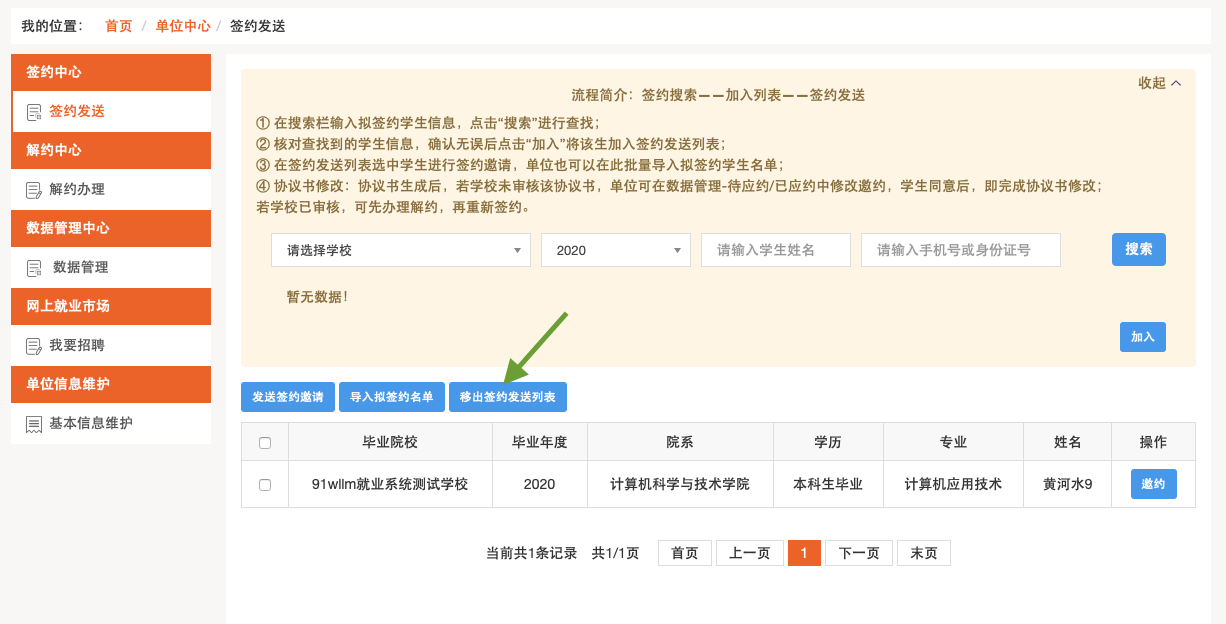 我的位置： 首页 / 单位中心 / 签约发送
签约中心
签约发送
解约中心
解约办理
数据管理中心
数据管理
网上就业市场
我要招聘
单位信息维护
基本信息维护
收起
流程简介：签约搜索——加入列表——签约发送
① 在搜索栏输入拟签约学生信息，点击“搜索”进行查找；
② 核对查找到的学生信息，确认无误后点击“加入”将该生加入签约发送列表；
③ 在签约发送列表选中学生进行签约邀请，单位也可以在此批量导入拟签约学生名单；
④ 协议书修改：协议书生成后，若学校未审核该协议书，单位可在数据管理-待应约/已应约中修改邀约，学生同意后，即完成协议书修改；
若学校已审核，可先办理解约，再重新签约。
请选择学校 2020 请输入学生姓名 请输入手机号或身份证号 搜索
暂无数据！
加入
发送签约邀请 导入拟签约名单 移出签约发送列表
毕业院校 毕业年度 院系 学历 专业 姓名 操作
91wllm就业系统测试学校 2020 计算机科学与技术学院 本科生毕业 计算机应用技术 黄河水9 邀约
当前共1条记录 共1/1页 首页 上一页 1 下一页 末页